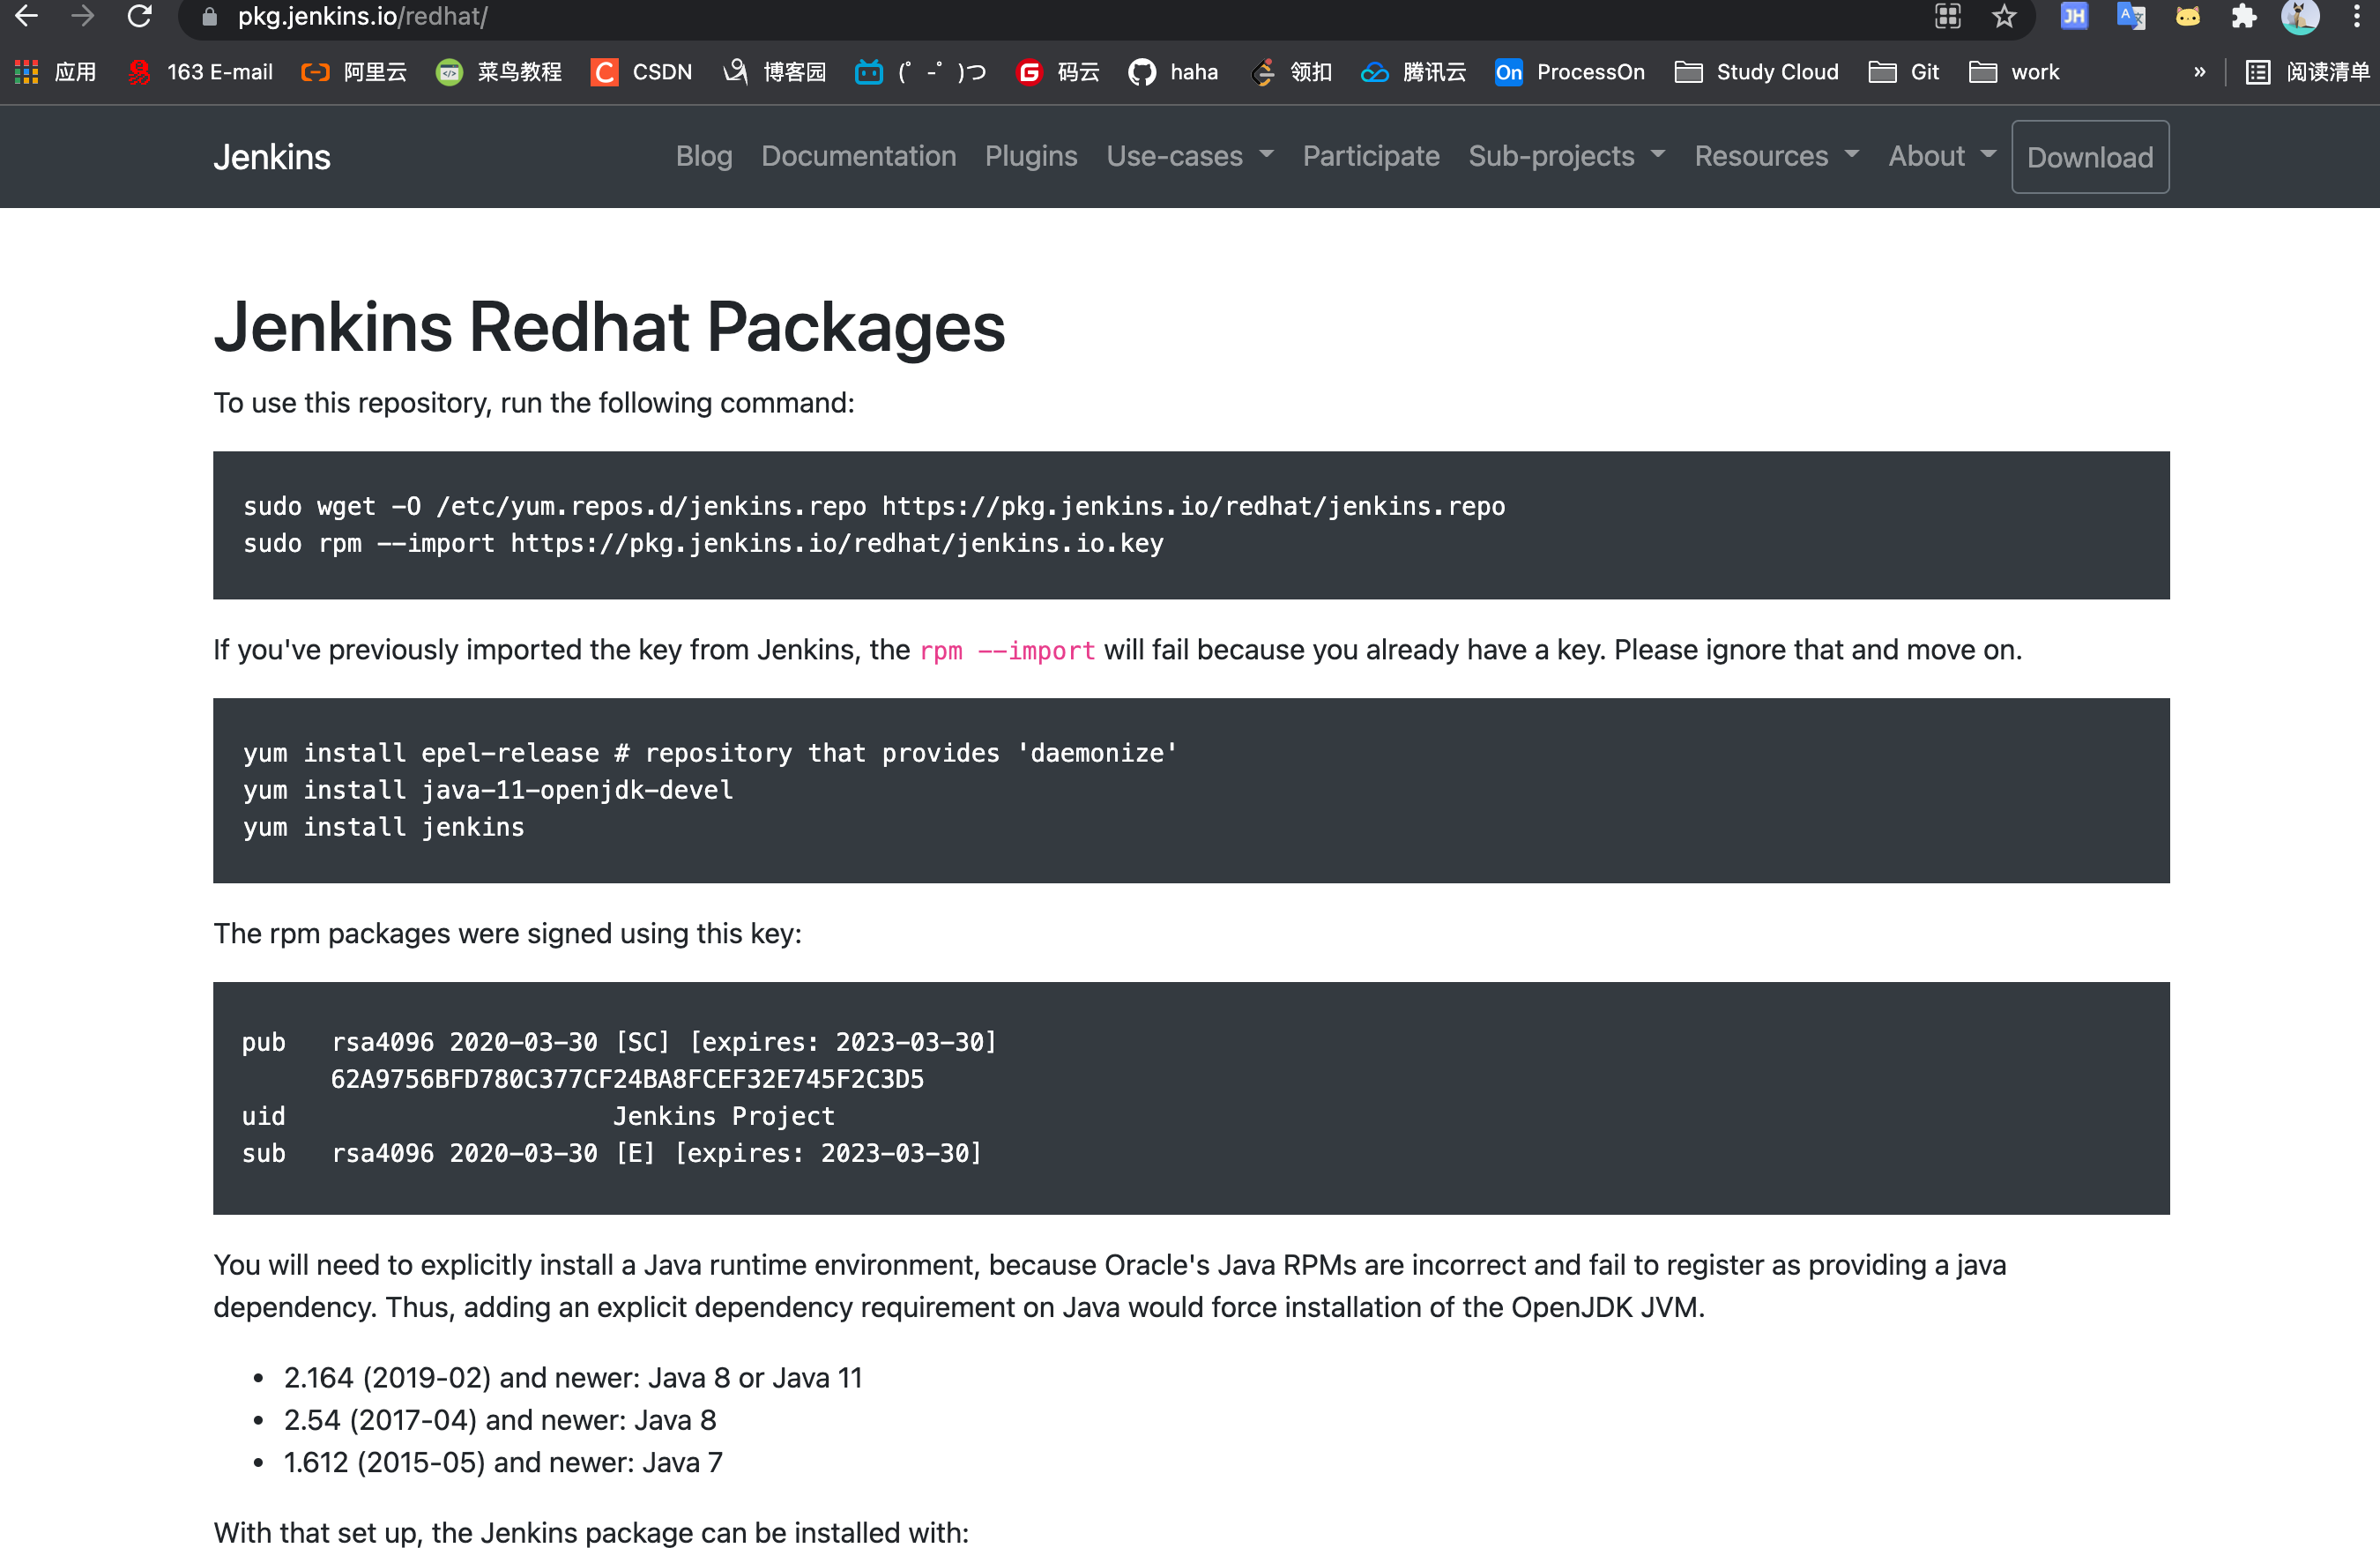 pkg.jenkins.io/redhat/
应用 163 E-mail 阿里云 菜鸟教程 CSDN 博客园 (゜-゜)つ 码云 haha 领扣 腾讯云 On ProcessOn Study Cloud Git work » 阅读清单
Jenkins Blog Documentation Plugins Use-cases Participate Sub-projects Resources About Download
Jenkins Redhat Packages
To use this repository, run the following command:
sudo wget -O /etc/yum.repos.d/jenkins.repo https://pkg.jenkins.io/redhat/jenkins.repo
sudo rpm --import https://pkg.jenkins.io/redhat/jenkins.io.key
If you've previously imported the key from Jenkins, the rpm --import will fail because you already have a key. Please ignore that and move on.
yum install epel-release # repository that provides 'daemonize'
yum install java-11-openjdk-devel
yum install jenkins
The rpm packages were signed using this key:
pub   rsa4096 2020-03-30 [SC] [expires: 2023-03-30]
62A9756BFD780C377CF24BA8FCEF32E745F2C3D5
uid                      Jenkins Project
sub   rsa4096 2020-03-30 [E] [expires: 2023-03-30]
You will need to explicitly install a Java runtime environment, because Oracle's Java RPMs are incorrect and fail to register as providing a java
dependency. Thus, adding an explicit dependency requirement on Java would force installation of the OpenJDK JVM.
• 2.164 (2019-02) and newer: Java 8 or Java 11
• 2.54 (2017-04) and newer: Java 8
• 1.612 (2015-05) and newer: Java 7
With that set up, the Jenkins package can be installed with: